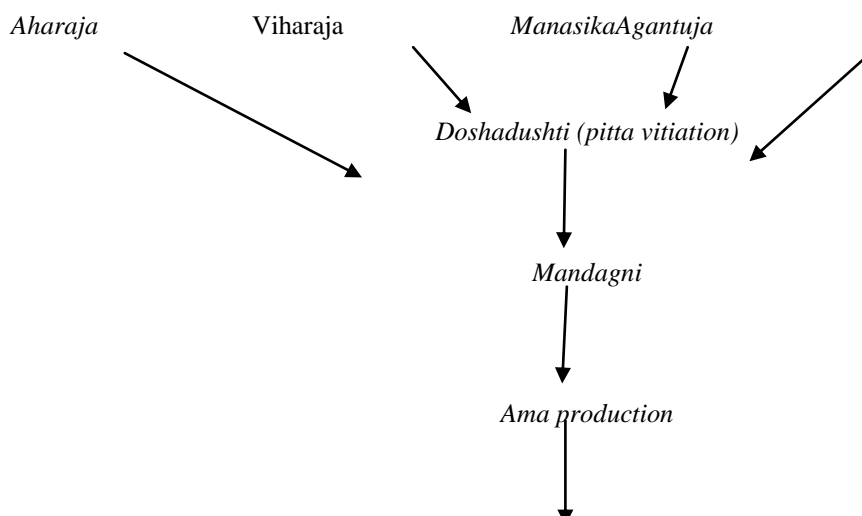 Aharaja Viharaja ManasikaAgantuja
Doshadushti (pitta vitiation)
Mandagni
Ama production